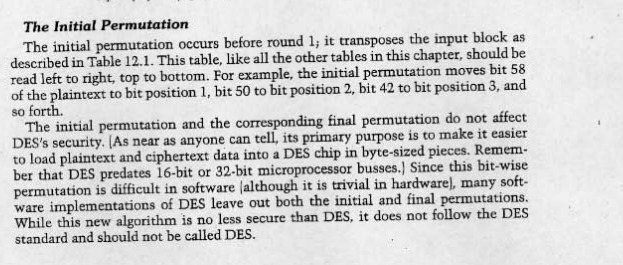 The Initial Permutation
The initial permutation occurs before round 1; it transposes the input block as
described in Table 12.1. This table, like all the other tables in this chapter, should be
read left to right, top to bottom. For example, the initial permutation moves bit 58
of the plaintext to bit position 1, bit 50 to bit position 2, bit 42 to bit position 3, and
so forth.
The initial permutation and the corresponding final permutation do not affect
DES's security. (As near as anyone can tell, its primary purpose is to make it easier
to load plaintext and ciphertext data into a DES chip in byte-sized pieces. Remem-
ber that DES predates 16-bit or 32-bit microprocessor busses.) Since this bit-wise
permutation is difficult in software (although it is trivial in hardware), many soft-
ware implementations of DES leave out both the initial and final permutations.
While this new algorithm is no less secure than DES, it does not follow the DES
standard and should not be called DES.